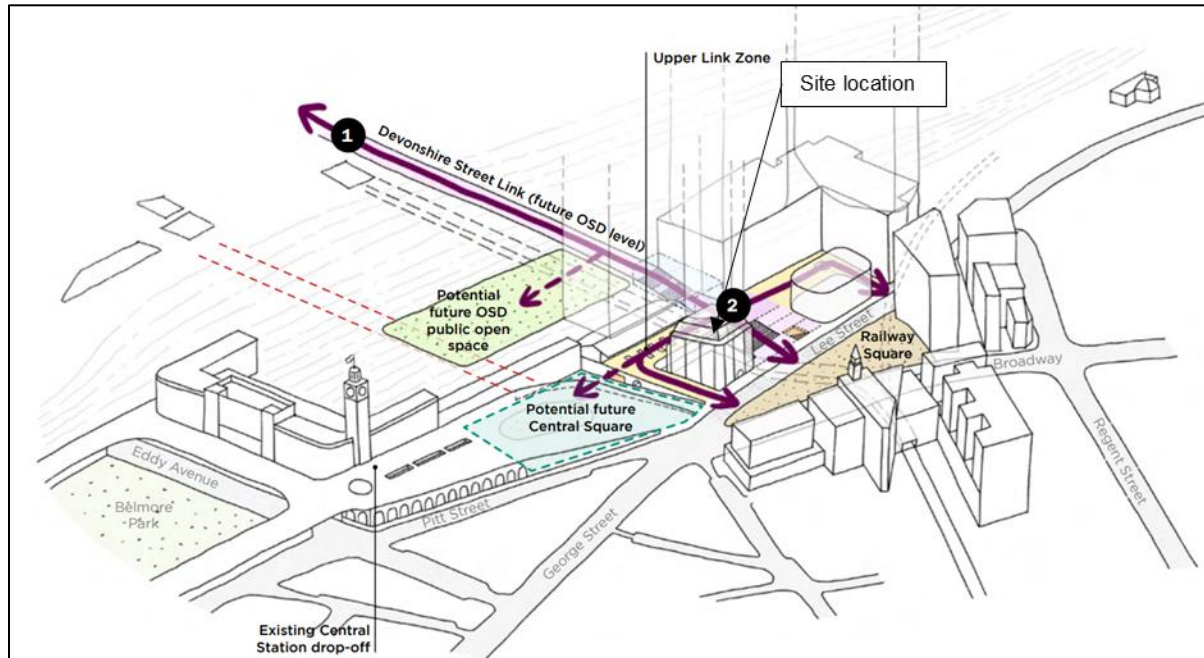 Upper Link Zone
Site location
1
Devonshire Street Link (future OSD level)
2
Potential
future OSD
public open
space
Lee Street
Railway
Square
Broadway
Potential future
Central Square
Regent Street
Eddy Avenue
Belmore
Park
Pitt Street
George Street
Existing Central
Station drop-off